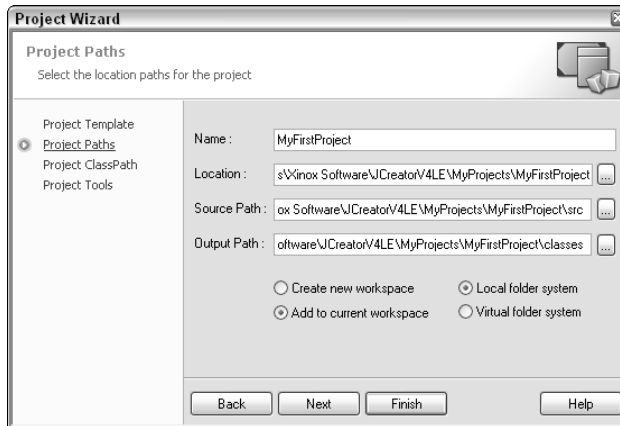 Project Wizard
Project Paths
Select the location paths for the project
Project Template
Project Paths
Project ClassPath
Project Tools
Name : MyFirstProject
Location : s\Xinox Software\JCreatorV4LE\MyProjects\MyFirstProject ...
Source Path : ox Software\JCreatorV4LE\MyProjects\MyFirstProject\src ...
Output Path : oftware\JCreatorV4LE\MyProjects\MyFirstProject\classes ...
Create new workspace Local folder system
Add to current workspace Virtual folder system
Back Next Finish Help